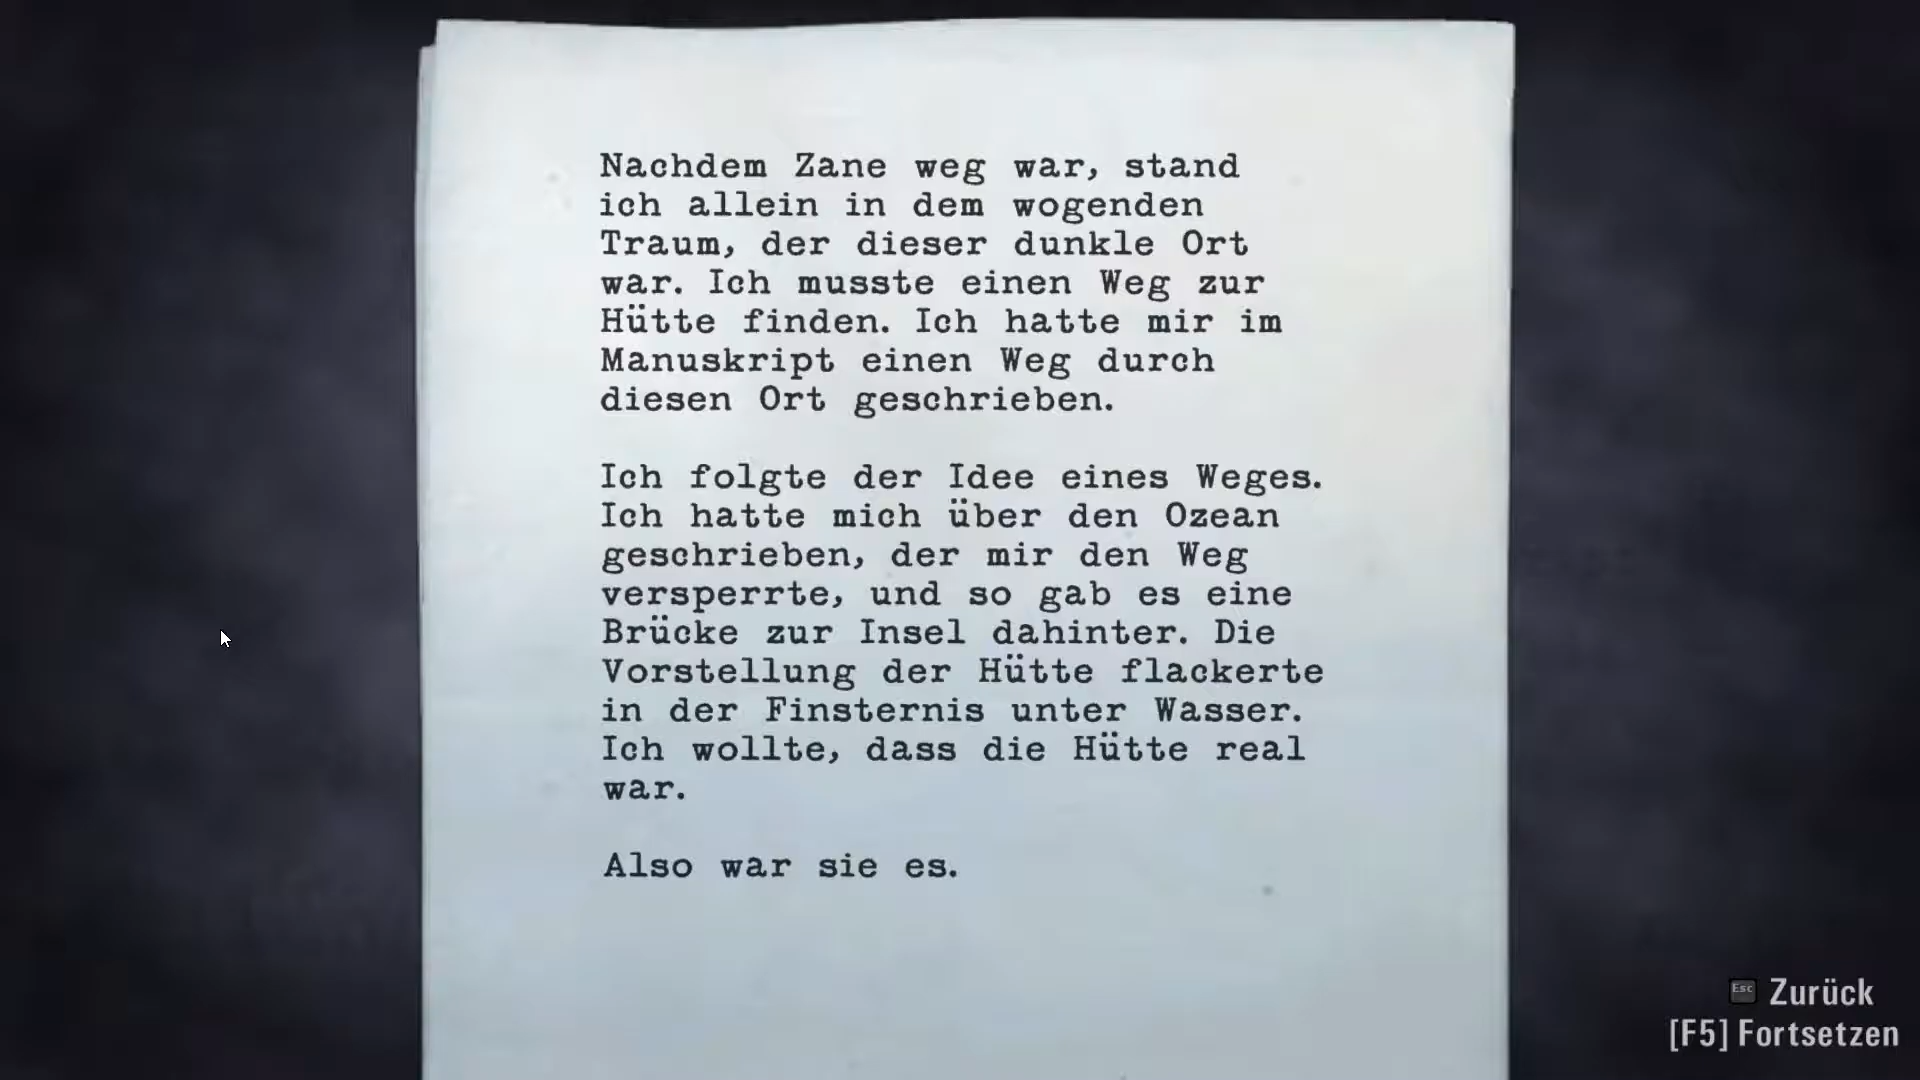 Nachdem Zane weg war, stand
ich allein in dem wogenden
Traum, der dieser dunkle Ort
war. Ich musste einen Weg zur
Hütte finden. Ich hatte mir im
Manuskript einen Weg durch
diesen Ort geschrieben.
Ich folgte der Idee eines Weges.
Ich hatte mich über den Ozean
geschrieben, der mir den Weg
versperrte, und so gab es eine
Brücke zur Insel dahinter. Die
Vorstellung der Hütte flackerte
in der Finsternis unter Wasser.
Ich wollte, dass die Hütte real
war.
Also war sie es.
Esc Zurück
[F5] Fortsetzen